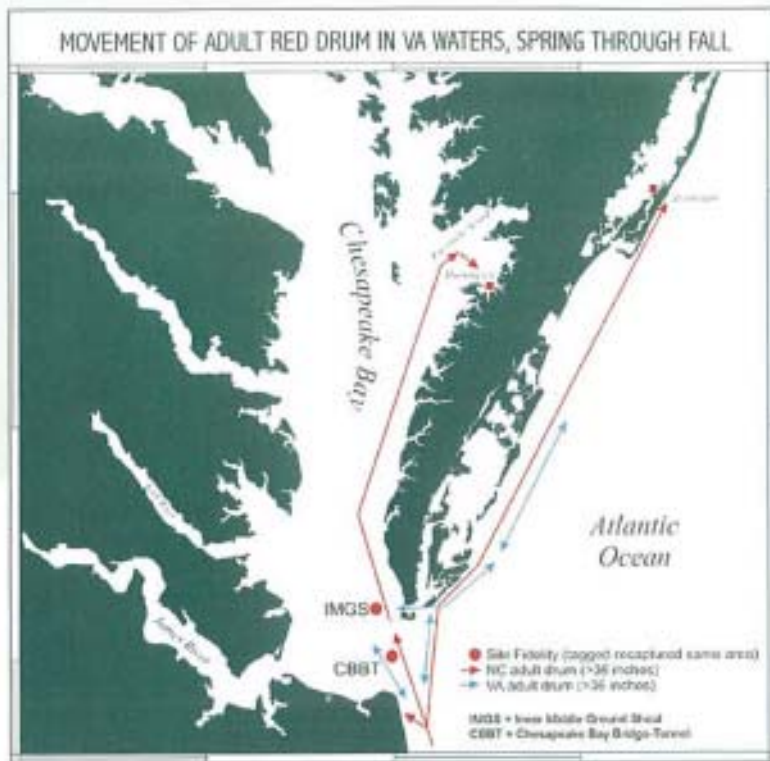 MOVEMENT OF ADULT RED DRUM IN VA WATERS, SPRING THROUGH FALL
Chesapeake Bay
Atlantic
Ocean
James River
IMGS
CBBT
Site Fidelity (tagged recaptured same area)
NC adult drum (>36 inches)
VA adult drum (>36 inches)
IMGS = Inner Middle Ground Shoal
CBBT = Chesapeake Bay Bridge-Tunnel